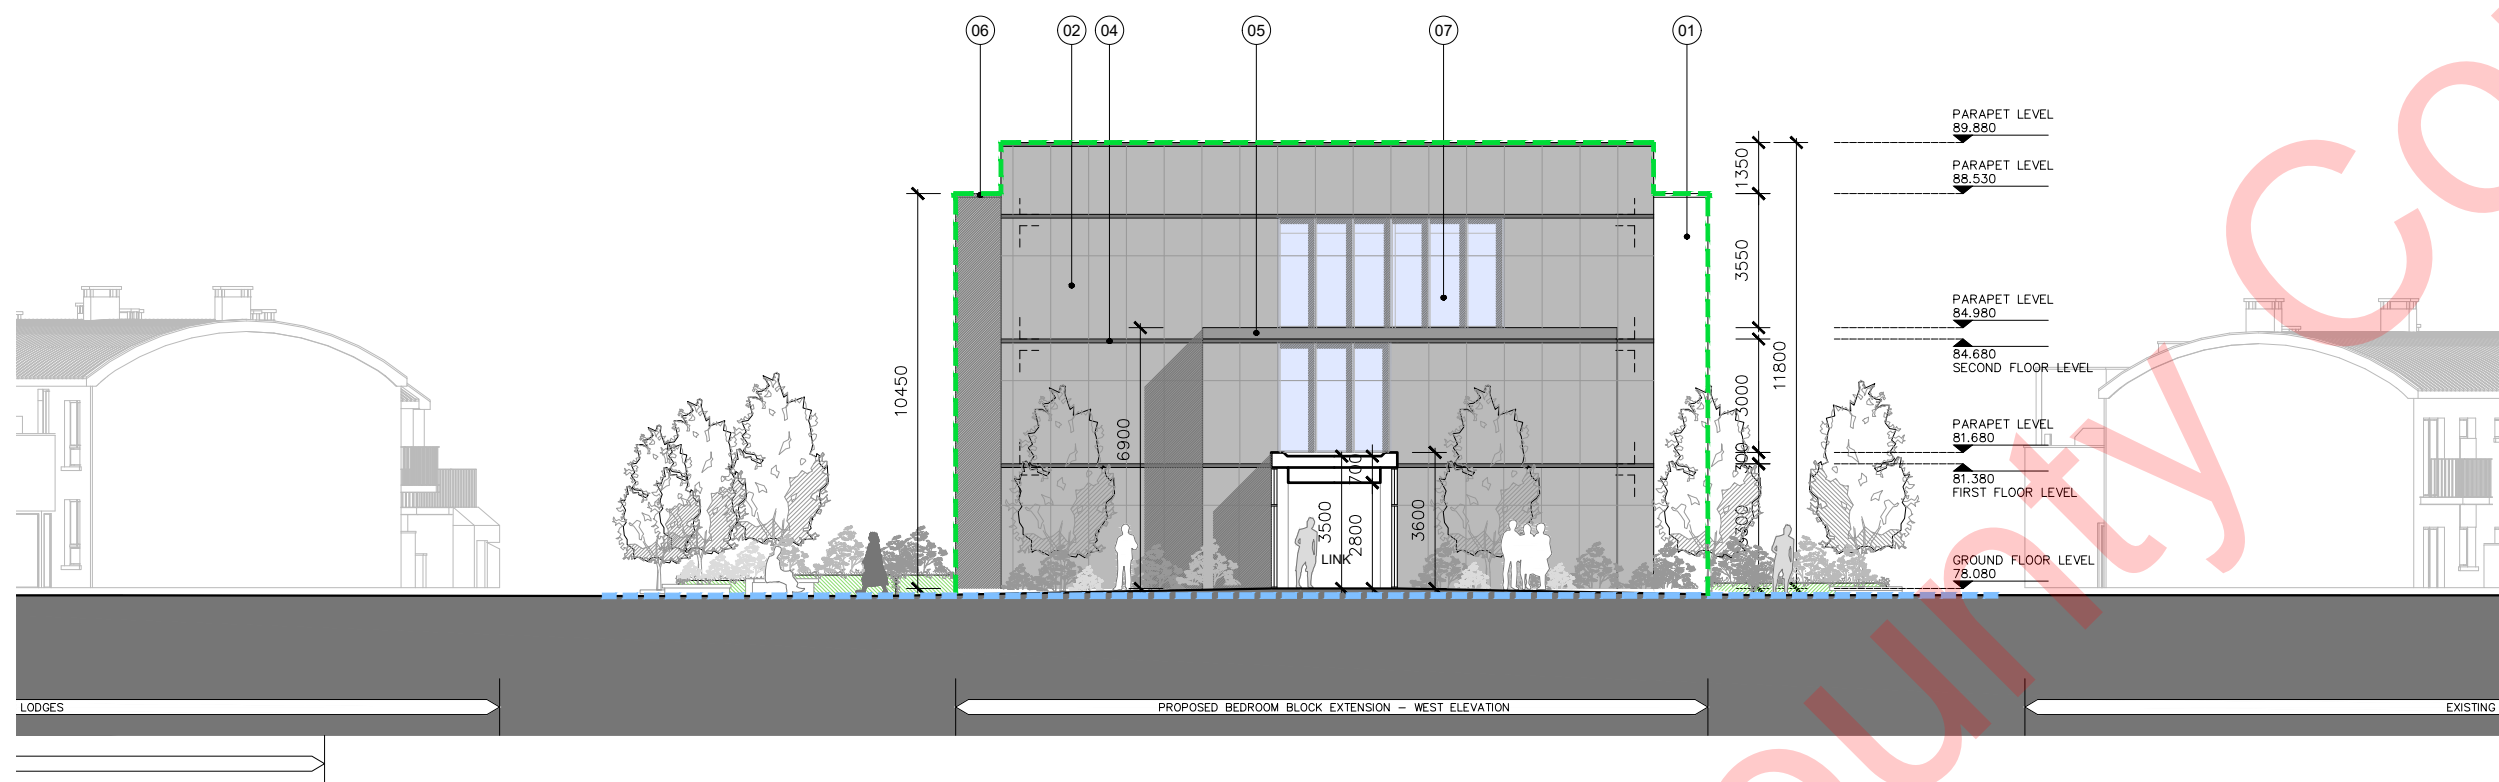 06
02
04
05
07
01
PARAPET LEVEL
89.880
1350
PARAPET LEVEL
88.530
3550
PARAPET LEVEL
84.980
84.680
SECOND FLOOR LEVEL
11800
10450
3000
6900
PARAPET LEVEL
81.680
300
81.380
FIRST FLOOR LEVEL
700
3500
2800
3600
LINK
GROUND FLOOR LEVEL
78.080
LODGES
PROPOSED BEDROOM BLOCK EXTENSION - WEST ELEVATION
EXISTING
ounty Co